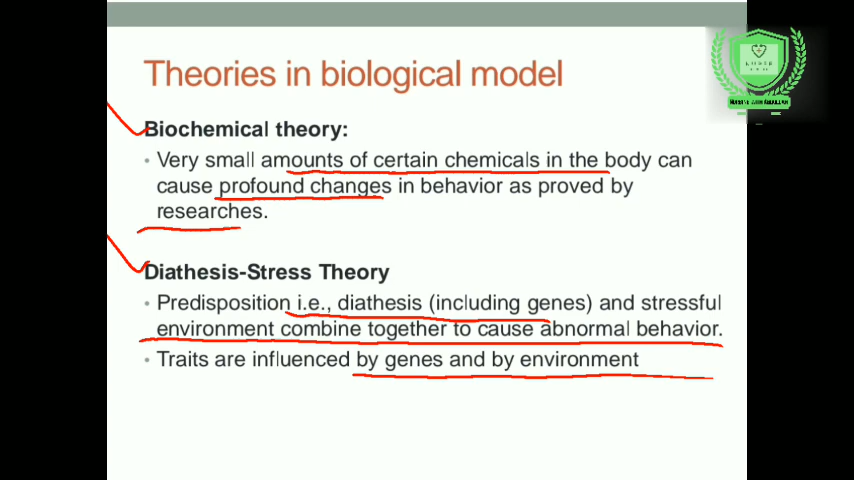 Theories in biological model
Biochemical theory:
• Very small amounts of certain chemicals in the body can
cause profound changes in behavior as proved by
researches.
Diathesis-Stress Theory
• Predisposition i.e., diathesis (including genes) and stressful
environment combine together to cause abnormal behavior.
• Traits are influenced by genes and by environment